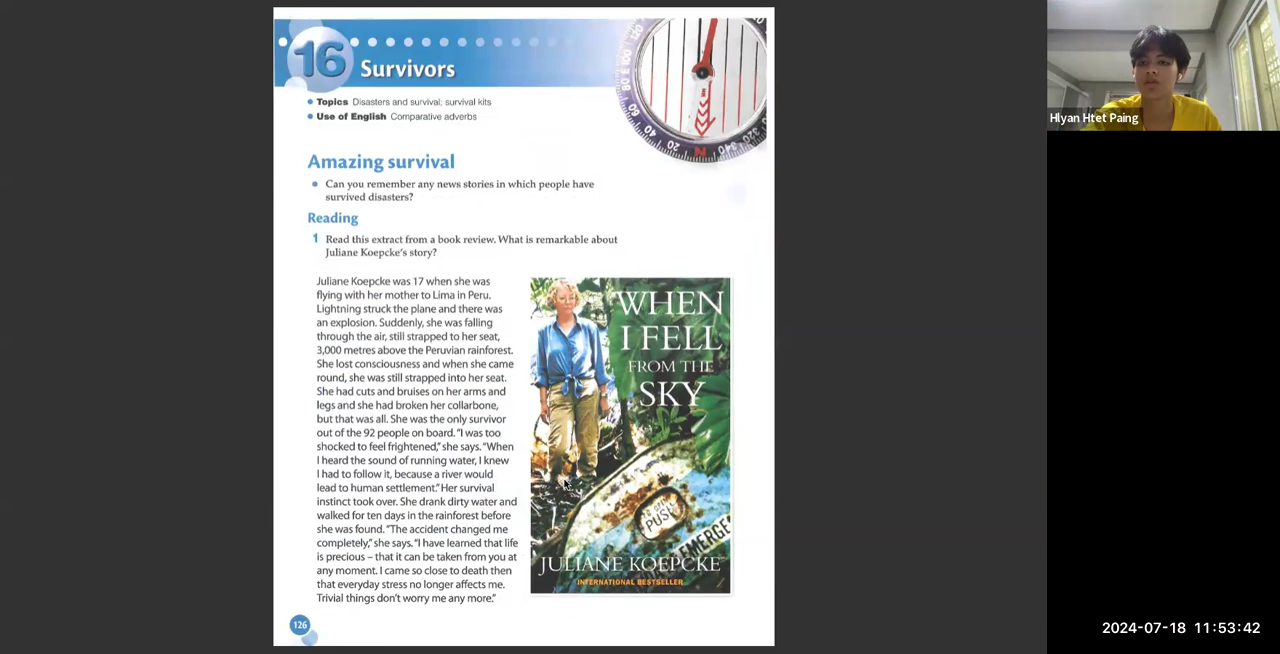 16
Survivors
Topics Disasters and survival; survival kits
Use of English Comparative adverbs
Amazing survival
Can you remember any news stories in which people have
survived disasters?
Reading
1 Read this extract from a book review. What is remarkable about
Juliane Koepcke's story?
Juliane Koepcke was 17 when she was
flying with her mother to Lima in Peru.
Lightning struck the plane and there was
an explosion. Suddenly, she was falling
through the air, still strapped to her seat,
3,000 metres above the Peruvian rainforest.
She lost consciousness and when she came
round, she was still strapped into her seat.
She had cuts and bruises on her arms and
legs and she had broken her collarbone,
but that was all. She was the only survivor
out of the 92 people on board. "I was too
shocked to feel frightened," she says. "When
I heard the sound of running water, I knew
I had to follow it, because a river would
lead to human settlement." Her survival
instinct took over. She drank dirty water and
walked for ten days in the rainforest before
she was found. "The accident changed me
completely," she says. "I have learned that life
is precious – that it can be taken from you at
any moment. I came so close to death then
that everyday stress no longer affects me.
Trivial things don't worry me any more."
WHEN
I FELL
FROM THE
SKY
PUSH
EMERGE
JULIANE KOEPCKE
INTERNATIONAL BESTSELLER
126
120
E 100
80
60
40
20
N
340
320
Hlyan Htet Paing
2024-07-18 11:53:42